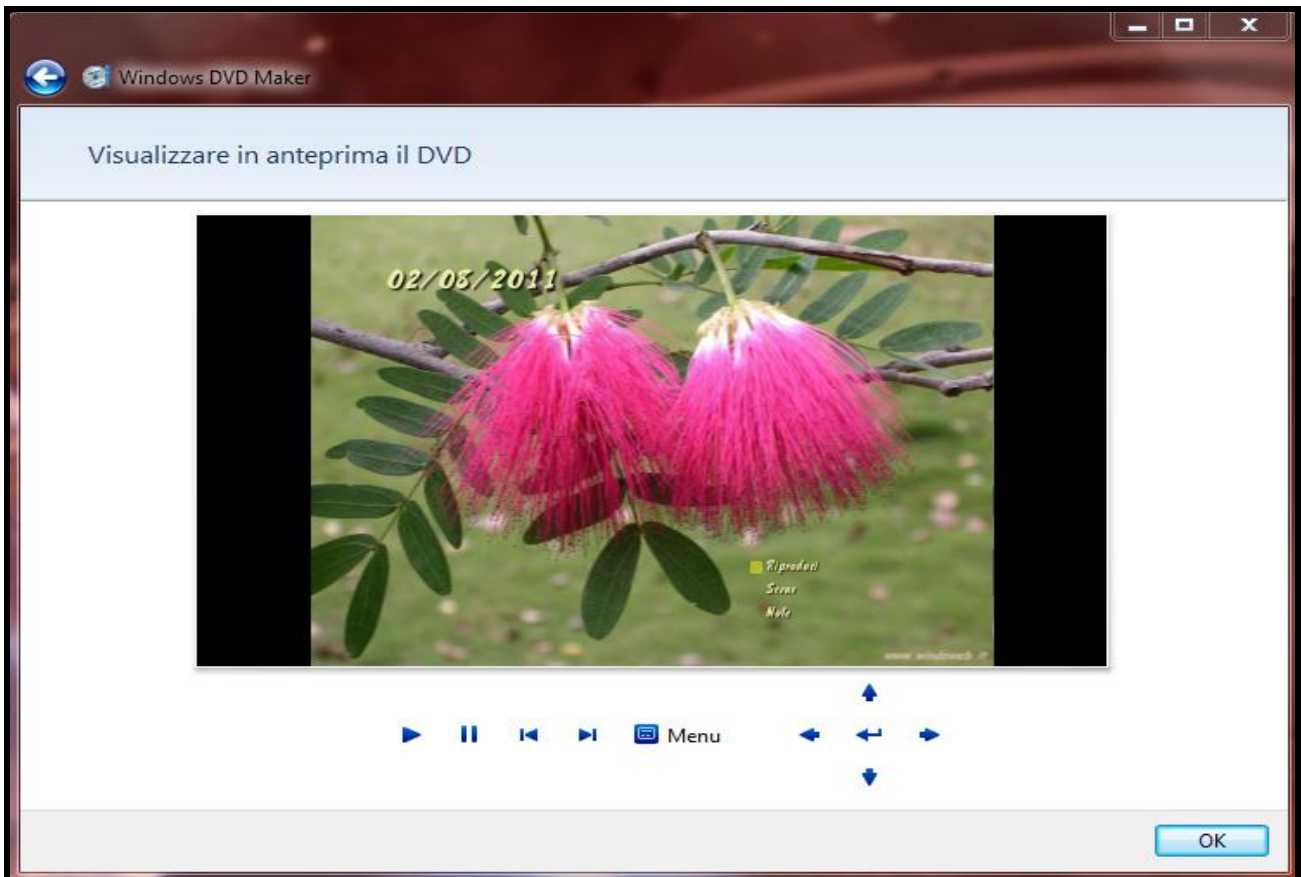 Windows DVD Maker
Visualizzare in anteprima il DVD
02/08/2011
Riproduci
Scene
Note
www.windoweb.it
Menu
OK